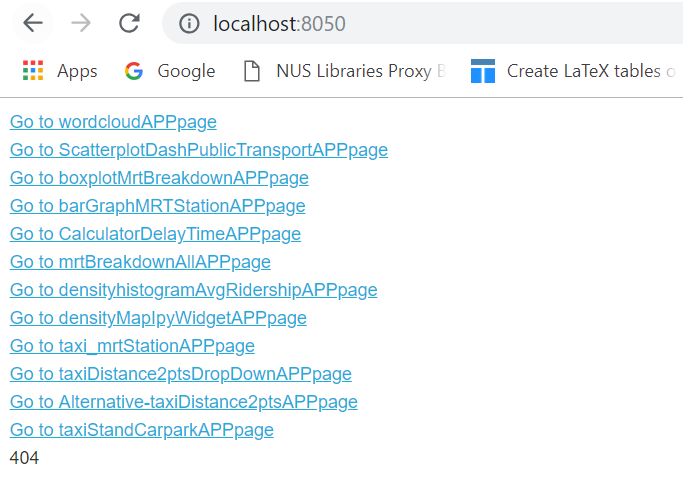 localhost:8050
Apps Google NUS Libraries Proxy Create LaTeX tables
Go to wordcloudAPPpage
Go to ScatterplotDashPublicTransportAPPpage
Go to boxplotMrtBreakdownAPPpage
Go to barGraphMRTStationAPPpage
Go to CalculatorDelayTimeAPPpage
Go to mrtBreakdownAllAPPpage
Go to densityhistogramAvgRidershipAPPpage
Go to densityMapIpyWidgetAPPpage
Go to taxi_mrtStationAPPpage
Go to taxiDistance2ptsDropDownAPPpage
Go to Alternative-taxiDistance2ptsAPPpage
Go to taxiStandCarparkAPPpage
404